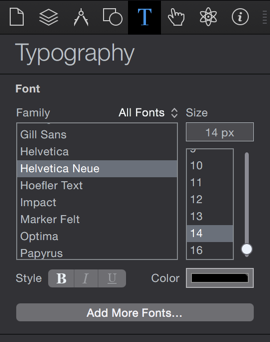 T
Typography
Font
Family All Fonts Size
14 px
Gill Sans
Helvetica
Helvetica Neue
Hoefler Text
Impact
Marker Felt
Optima
Papyrus
9
10
11
12
13
14
16
Style B I U Color
Add More Fonts...